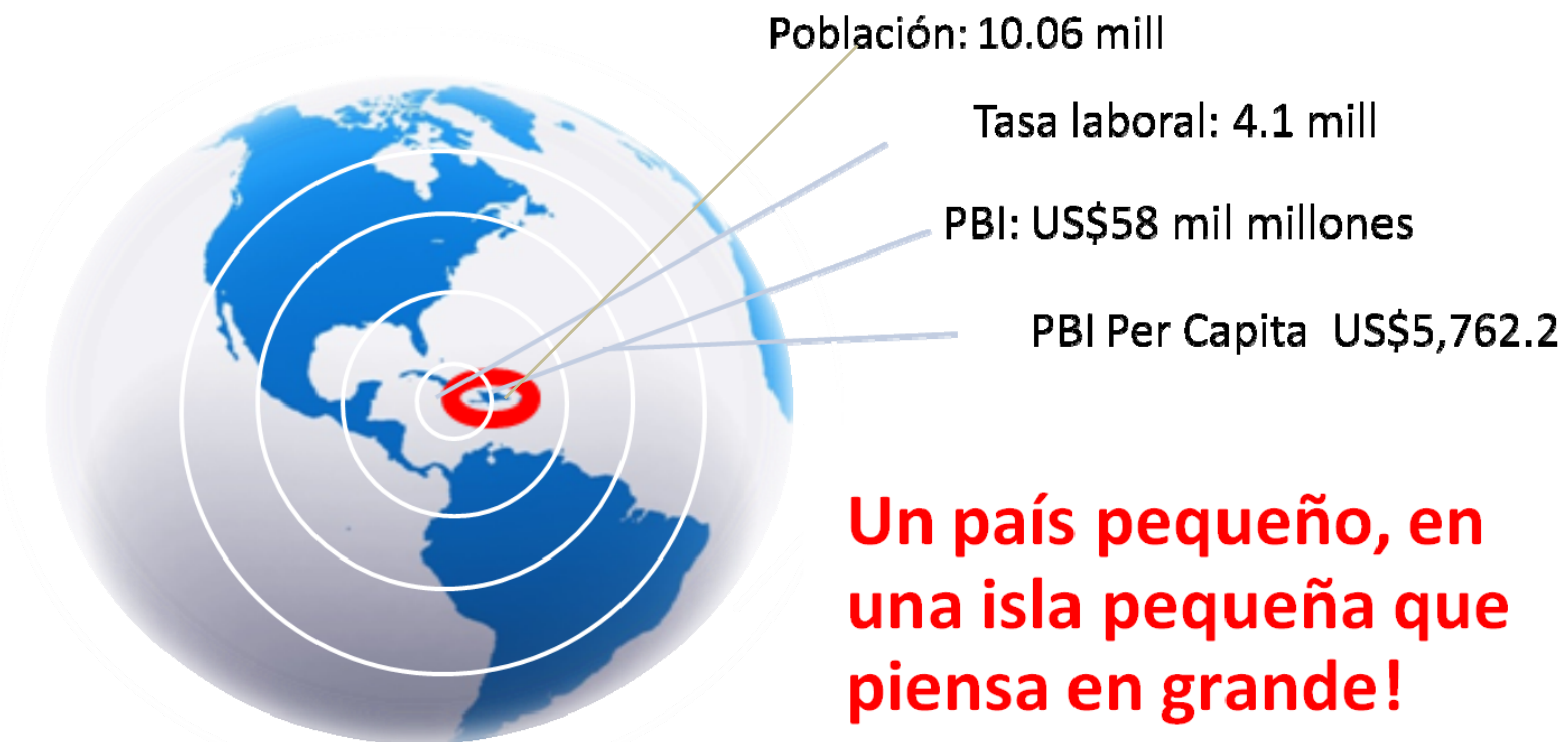 Población: 10.06 mill
Tasa laboral: 4.1 mill
PBI: US$58 mil millones
PBI Per Capita US$5,762.2
Un país pequeño, en
una isla pequeña que
piensa en grande!